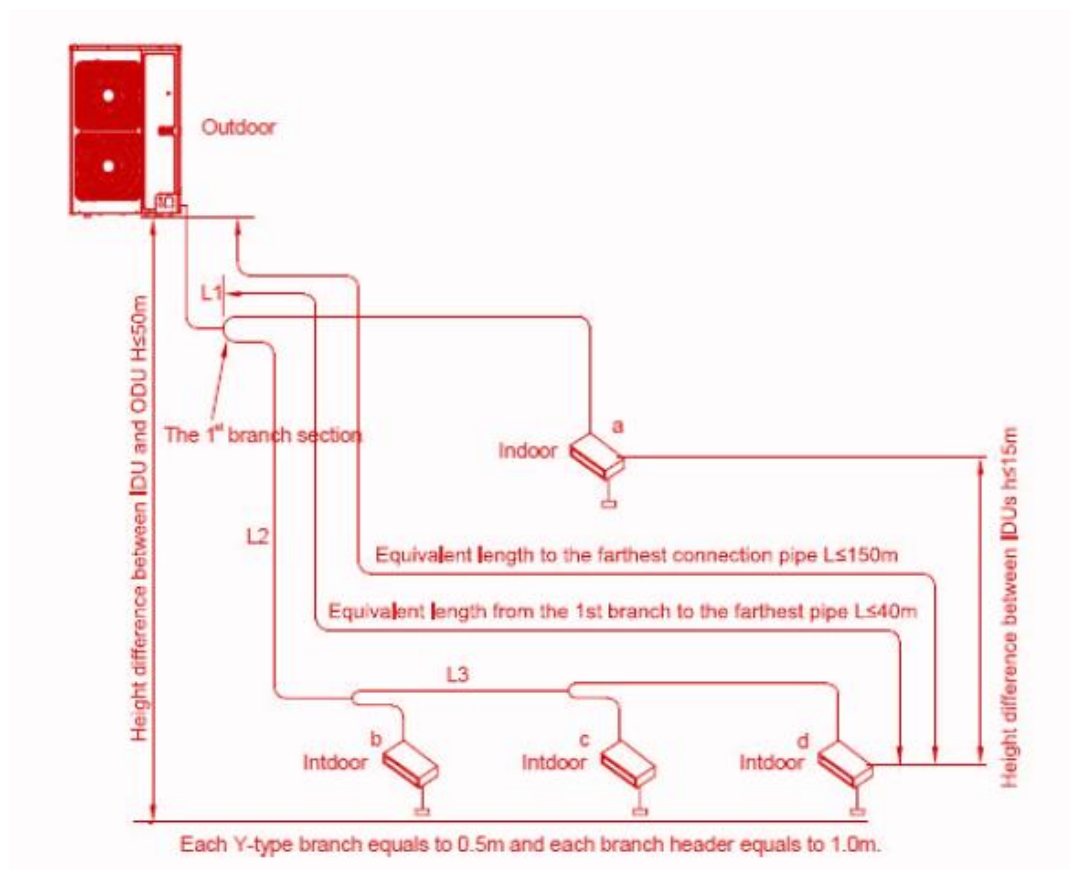 Outdoor
L1
Height difference between IDU and ODU H≤50m
The 1st branch section
a
Indoor
L2
Equivalent length to the farthest connection pipe L≤150m
Equivalent length from the 1st branch to the farthest pipe L≤40m
Height difference between IDUs h≤15m
L3
b
Intdoor
c
Intdoor
d
Intdoor
Each Y-type branch equals to 0.5m and each branch header equals to 1.0m.